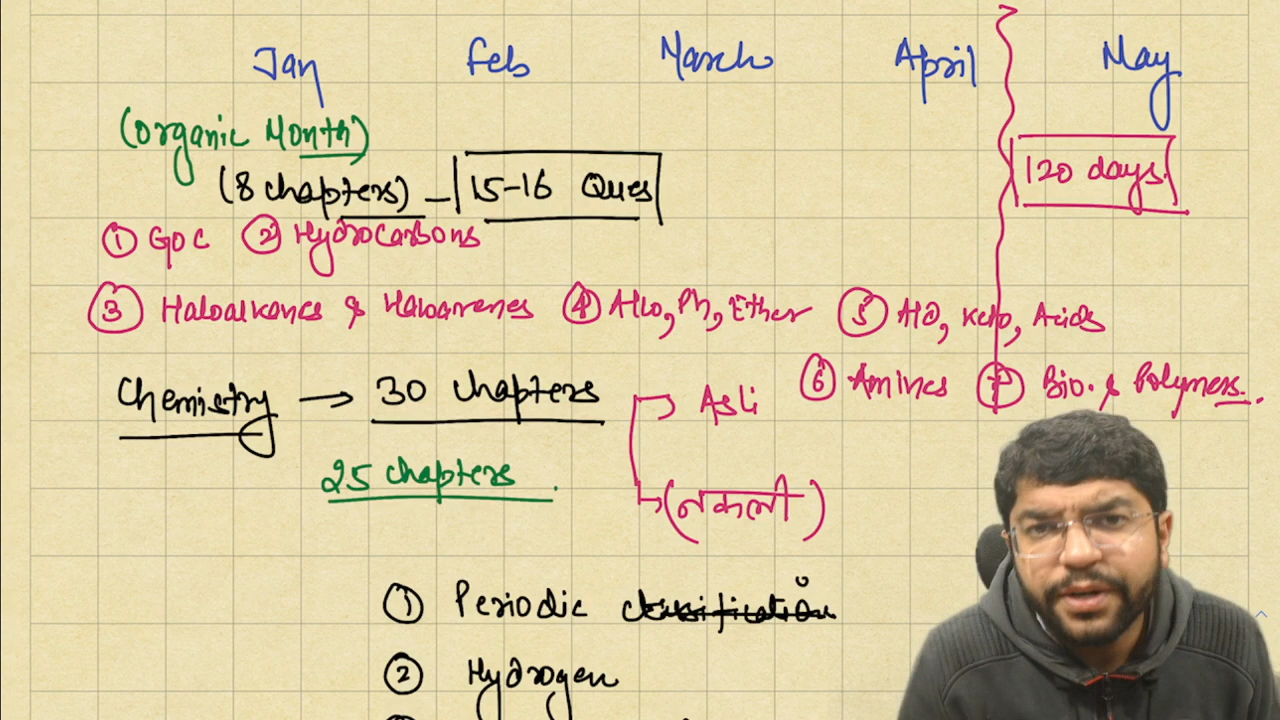 Jan Feb March April May
(Organic Month)
(8 chapters) - 15-16 Ques
120 days.
① GOC ② Hydrocarbons
③ Haloalkanes & Haloarenes ④ Alco, Ph, Ether ⑤ Ald, Keto, Acids
⑥ Amines ⑦ Bio. & Polymers.
Chemistry → 30 chapters
Asli
25 chapters.
(नकली)
① Periodic classification
② Hydrogen